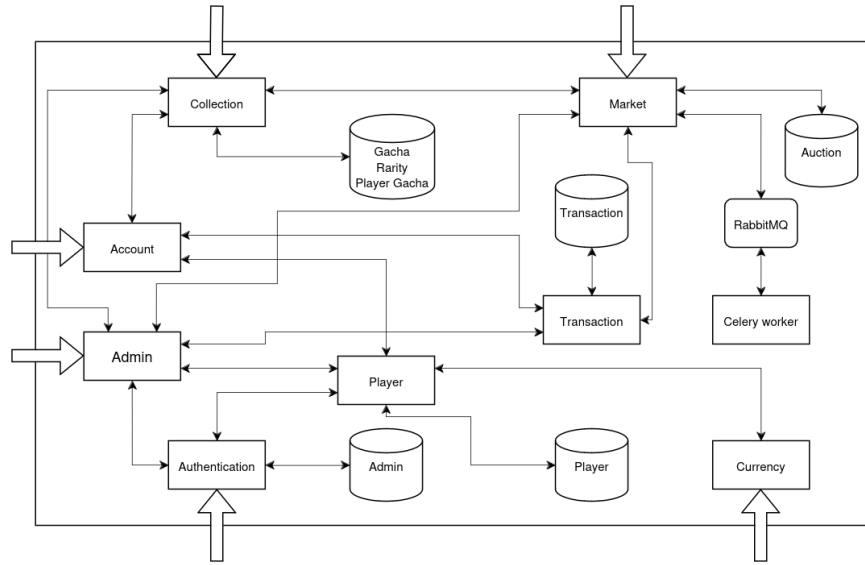 Collection
Market
Gacha
Rarity
Player Gacha
Auction
Transaction
RabbitMQ
Account
Transaction
Celery worker
Admin
Player
Authentication
Admin
Player
Currency